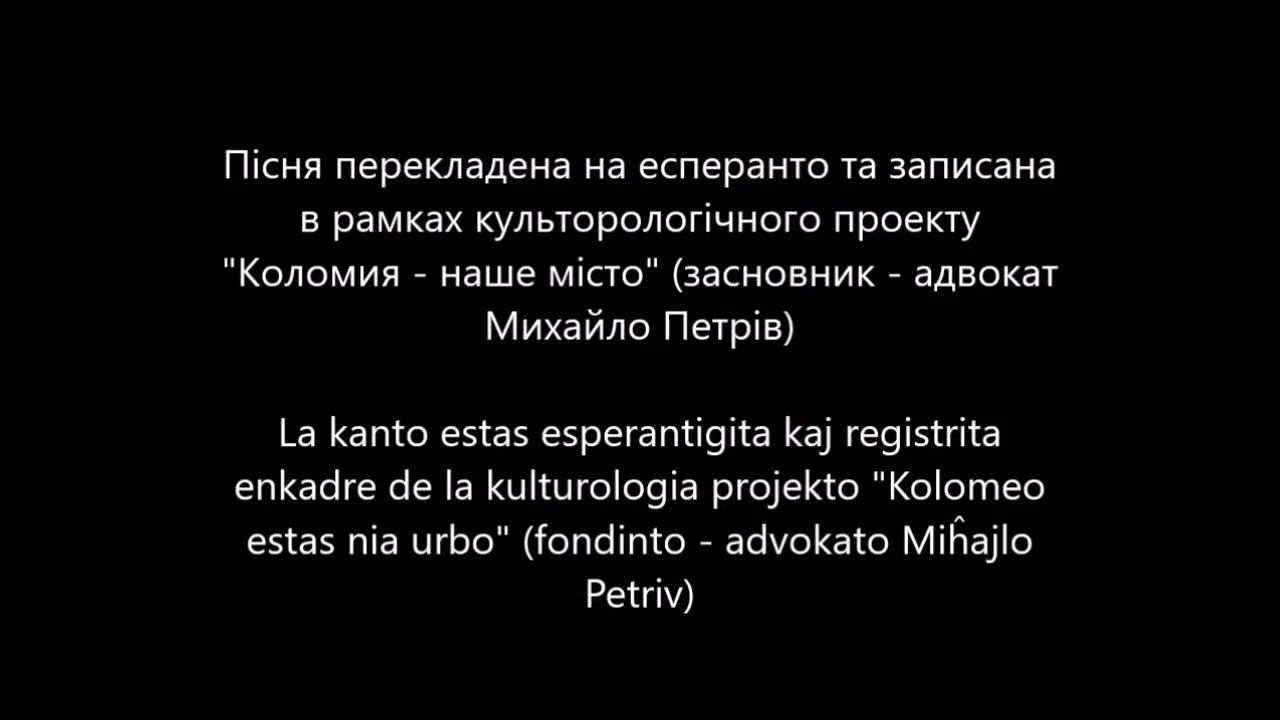 Пісня перекладена на есперанто та записана
в рамках культорологічного проекту
"Коломия - наше місто" (засновник - адвокат
Михайло Петрів)
La kanto estas esperantigita kaj registrita
enkadre de la kulturologia projekto "Kolomeo
estas nia urbo" (fondinto - advokato Miĥajlo
Petriv)